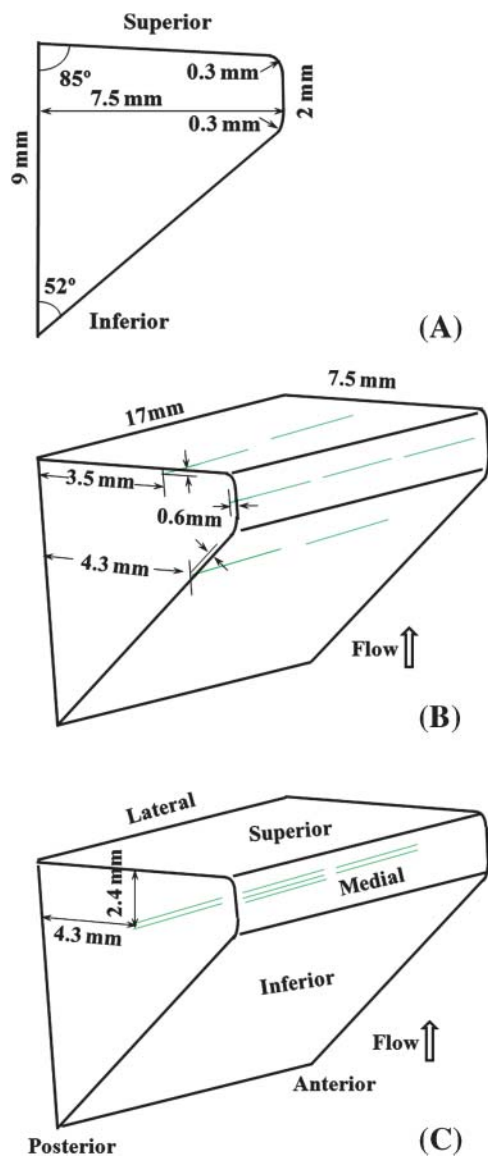 Superior
85º
0.3 mm
7.5 mm
2 mm
0.3 mm
9 mm
52º
Inferior
(A)
17mm
7.5 mm
3.5 mm
0.6mm
4.3 mm
Flow
(B)
Lateral
Superior
2.4 mm
Medial
4.3 mm
Inferior
Flow
Anterior
(C)
Posterior